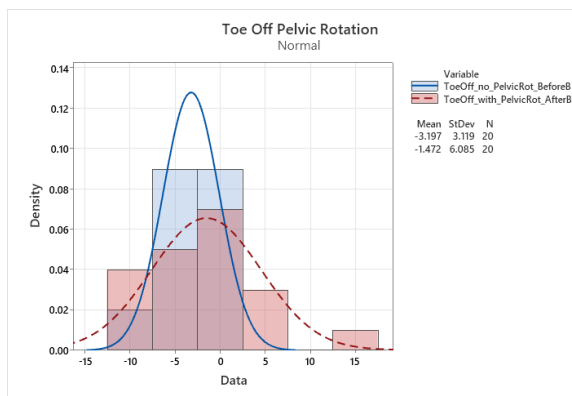 Toe Off Pelvic Rotation
Normal
Variable
ToeOff_no_PelvicRot_BeforeB
ToeOff_with_PelvicRot_AfterB
Mean StDev N
-3.197 3.119 20
-1.472 6.085 20
Density
0.14
0.12
0.10
0.08
0.06
0.04
0.02
0.00
-15 -10 -5 0 5 10 15
Data